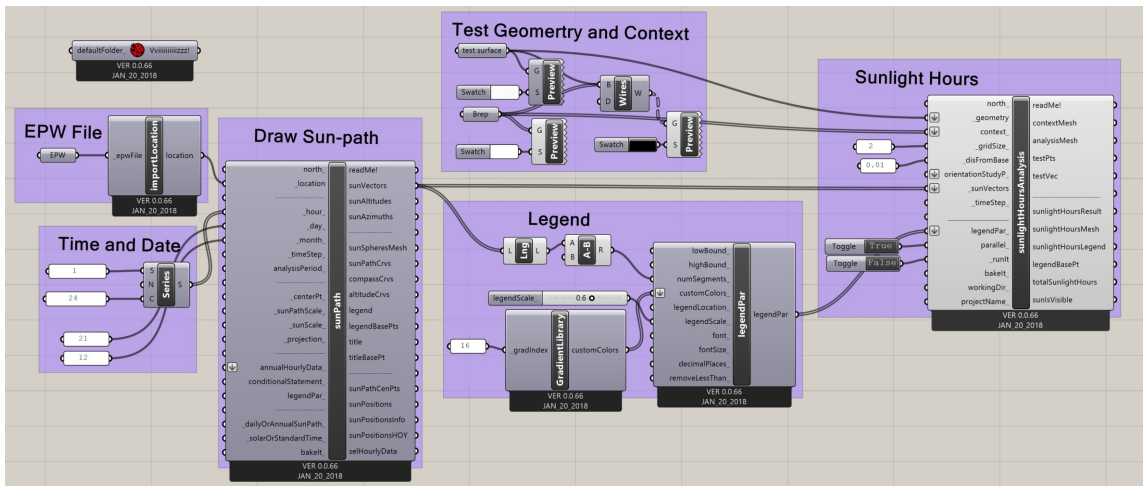 defaultFolder_ Vviiiiiiiiizzz!
VER 0.0.66
JAN_20_2018
EPW File
EPW
_epwFile
importLocation
location
VER 0.0.66
JAN_20_2018
Time and Date
1
24
S
N
C
Series
S
21
12
Draw Sun-path
north_
_location
_hour_
_day_
_month_
_timeStep_
analysisPeriod_
_centerPt_
_sunPathScale_
_sunScale_
_projection_
annualHourlyData_
conditionalStatement_
legendPar_
_dailyOrAnnualSunPath_
_solarOrStandardTime_
bakeIt_
sunPath
readMe!
sunVectors
sunAltitudes
sunAzimuths
sunSpheresMesh
sunPathCrvs
compassCrvs
altitudeCrvs
legend
legendBasePts
title
titleBasePt
sunPathCenPts
sunPositions
sunPositionsInfo
sunPositionsHOY
selHourlyData
VER 0.0.66
JAN_20_2018
Test Geomertry and Context
test surface
G
S
Preview
Swatch
Brep
B
D
Wires
W
G
S
Preview
Swatch
G
S
Preview
Swatch
Legend
L
Lng
L
A
B
A-B
R
legendScale_
0.6
16
_gradIndex
GradientLibrary
customColors
VER 0.0.66
JAN_20_2018
lowBound_
highBound_
numSegments_
customColors_
legendLocation_
legendScale_
font_
fontSize_
decimalPlaces_
removeLessThan_
legendPar
legendPar
VER 0.0.66
JAN_20_2018
Sunlight Hours
2
0.01
Toggle True
Toggle False
north_
_geometry
context_
_gridSize_
_disFromBase
orientationStudyP_
_sunVectors
_timeStep_
legendPar_
parallel_
_runIt
bakeIt_
workingDir_
projectName_
sunlightHoursAnalysis
readMe!
contextMesh
analysisMesh
testPts
testVec
sunlightHoursResult
sunlightHoursMesh
sunlightHoursLegend
legendBasePt
totalSunlightHours
sunIsVisible
VER 0.0.66
JAN_20_2018